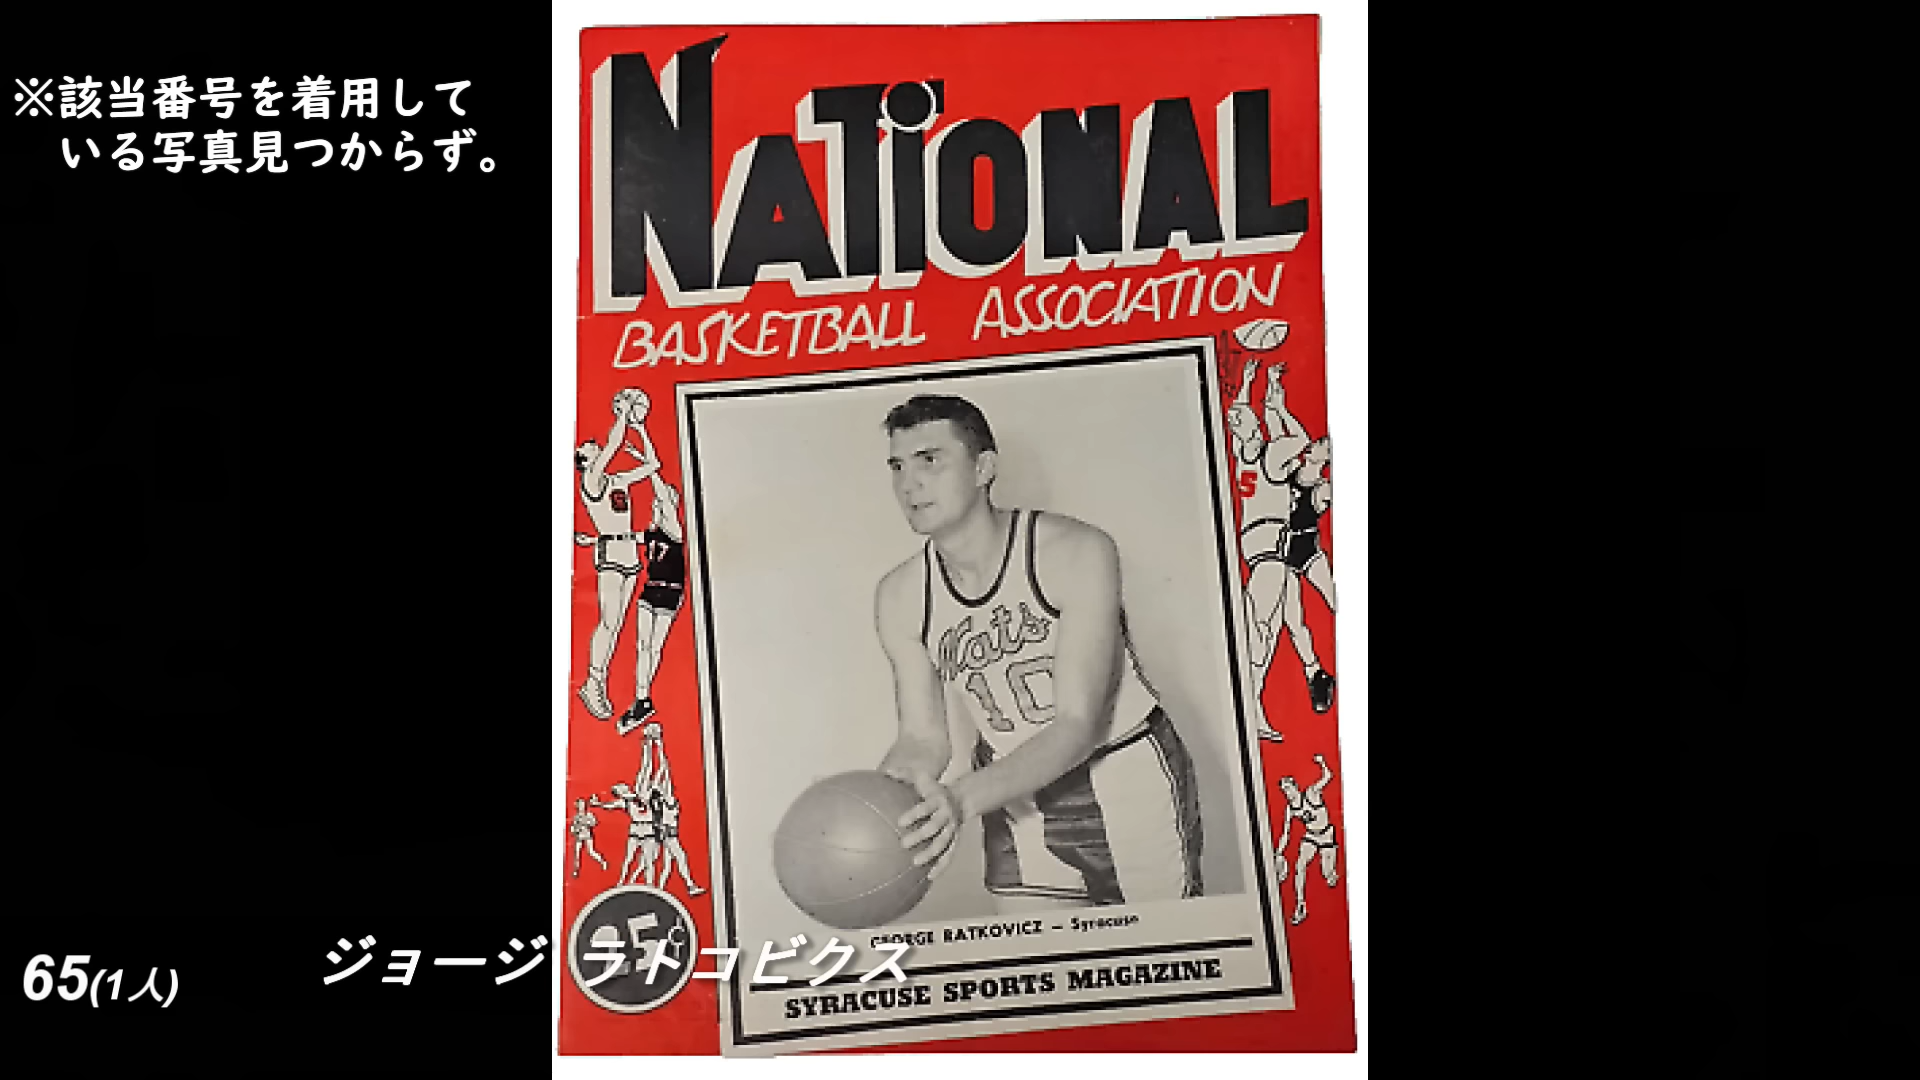 ※該当番号を着用して
いる写真見つからず。
NATiONAL
BASKETBALL ASSOCIATION
S
17
S
Nats
10
25¢
GEORGE RATKOVICZ — Syracuse
SYRACUSE SPORTS MAGAZINE
65(1人)
ジョージ ラトコビクス